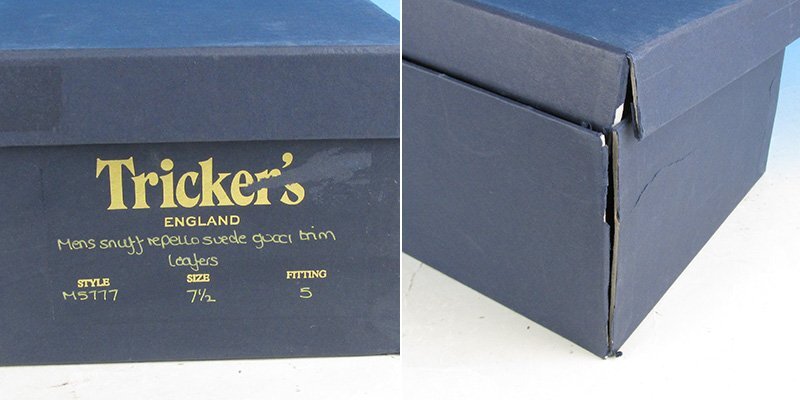 Tricker's
ENGLAND
Mens snuff repello suede gucci trim
loafers
STYLE SIZE FITTING
M5777 7½ 5